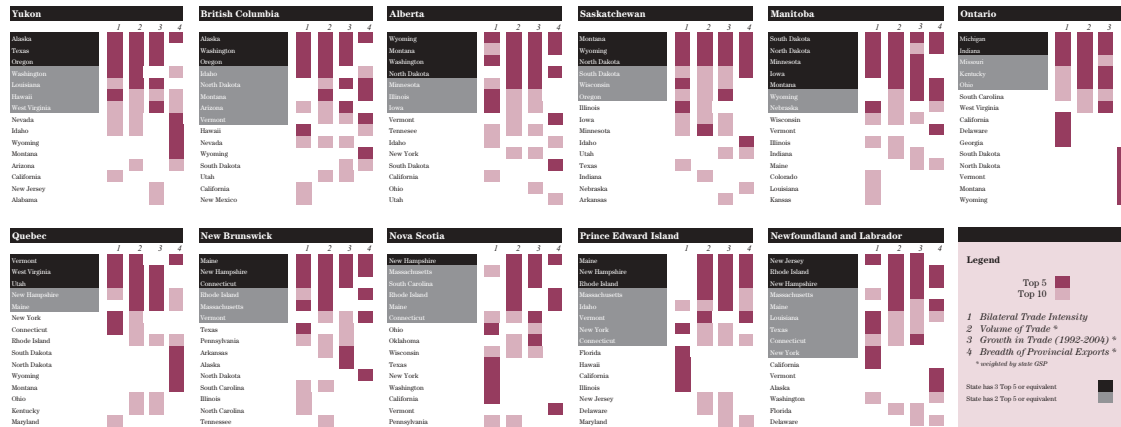 Yukon
1 2 3 4
Alaska
Texas
Oregon
Washington
Louisiana
Hawaii
West Virginia
Nevada
Idaho
Wyoming
Montana
Arizona
California
New Jersey
Alabama
British Columbia
1 2 3 4
Alaska
Washington
Oregon
Idaho
North Dakota
Montana
Arizona
Vermont
Hawaii
Nevada
Wyoming
South Dakota
Utah
California
New Mexico
Alberta
1 2 3 4
Wyoming
Montana
Washington
North Dakota
Minnesota
Illinois
Iowa
Vermont
Tennesee
Idaho
New York
South Dakota
California
Ohio
Utah
Saskatchewan
1 2 3 4
Montana
Wyoming
North Dakota
South Dakota
Wisconsin
Oregon
Illinois
Iowa
Minnesota
Idaho
Utah
Texas
Indiana
Nebraska
Arkansas
Manitoba
1 2 3 4
South Dakota
North Dakota
Minnesota
Iowa
Montana
Wyoming
Nebraska
Wisconsin
Vermont
Illinois
Indiana
Maine
Colorado
Louisiana
Kansas
Ontario
1 2 3
Michigan
Indiana
Missouri
Kentucky
Ohio
South Carolina
West Virginia
California
Delaware
Georgia
South Dakota
North Dakota
Vermont
Montana
Wyoming
Quebec
1 2 3 4
Vermont
West Virginia
Utah
New Hampshire
Maine
New York
Connecticut
Rhode Island
South Dakota
North Dakota
Wyoming
Montana
Ohio
Kentucky
Maryland
New Brunswick
1 2 3 4
Maine
New Hampshire
Connecticut
Rhode Island
Massachusetts
Vermont
Texas
Pennsylvania
Arkansas
Alaska
North Dakota
South Carolina
Illinois
North Carolina
Tennessee
Nova Scotia
1 2 3 4
New Hampshire
Massachusetts
South Carolina
Rhode Island
Maine
Connecticut
Ohio
Oklahoma
Wisconsin
Texas
New York
Washington
California
Vermont
Pennsylvania
Prince Edward Island
1 2 3 4
Maine
New Hampshire
Rhode Island
Massachusetts
Idaho
Vermont
New York
Connecticut
Florida
Hawaii
California
Illinois
New Jersey
Delaware
Maryland
Newfoundland and Labrador
1 2 3 4
New Jersey
Rhode Island
New Hampshire
Massachusetts
Maine
Louisiana
Texas
Connecticut
New York
California
Vermont
Alaska
Washington
Florida
Delaware
Legend
Top 5
Top 10
1 Bilateral Trade Intensity
2 Volume of Trade *
3 Growth in Trade (1992-2004) *
4 Breadth of Provincial Exports *
* weighted by state GSP
State has 3 Top 5 or equivalent
State has 2 Top 5 or equivalent